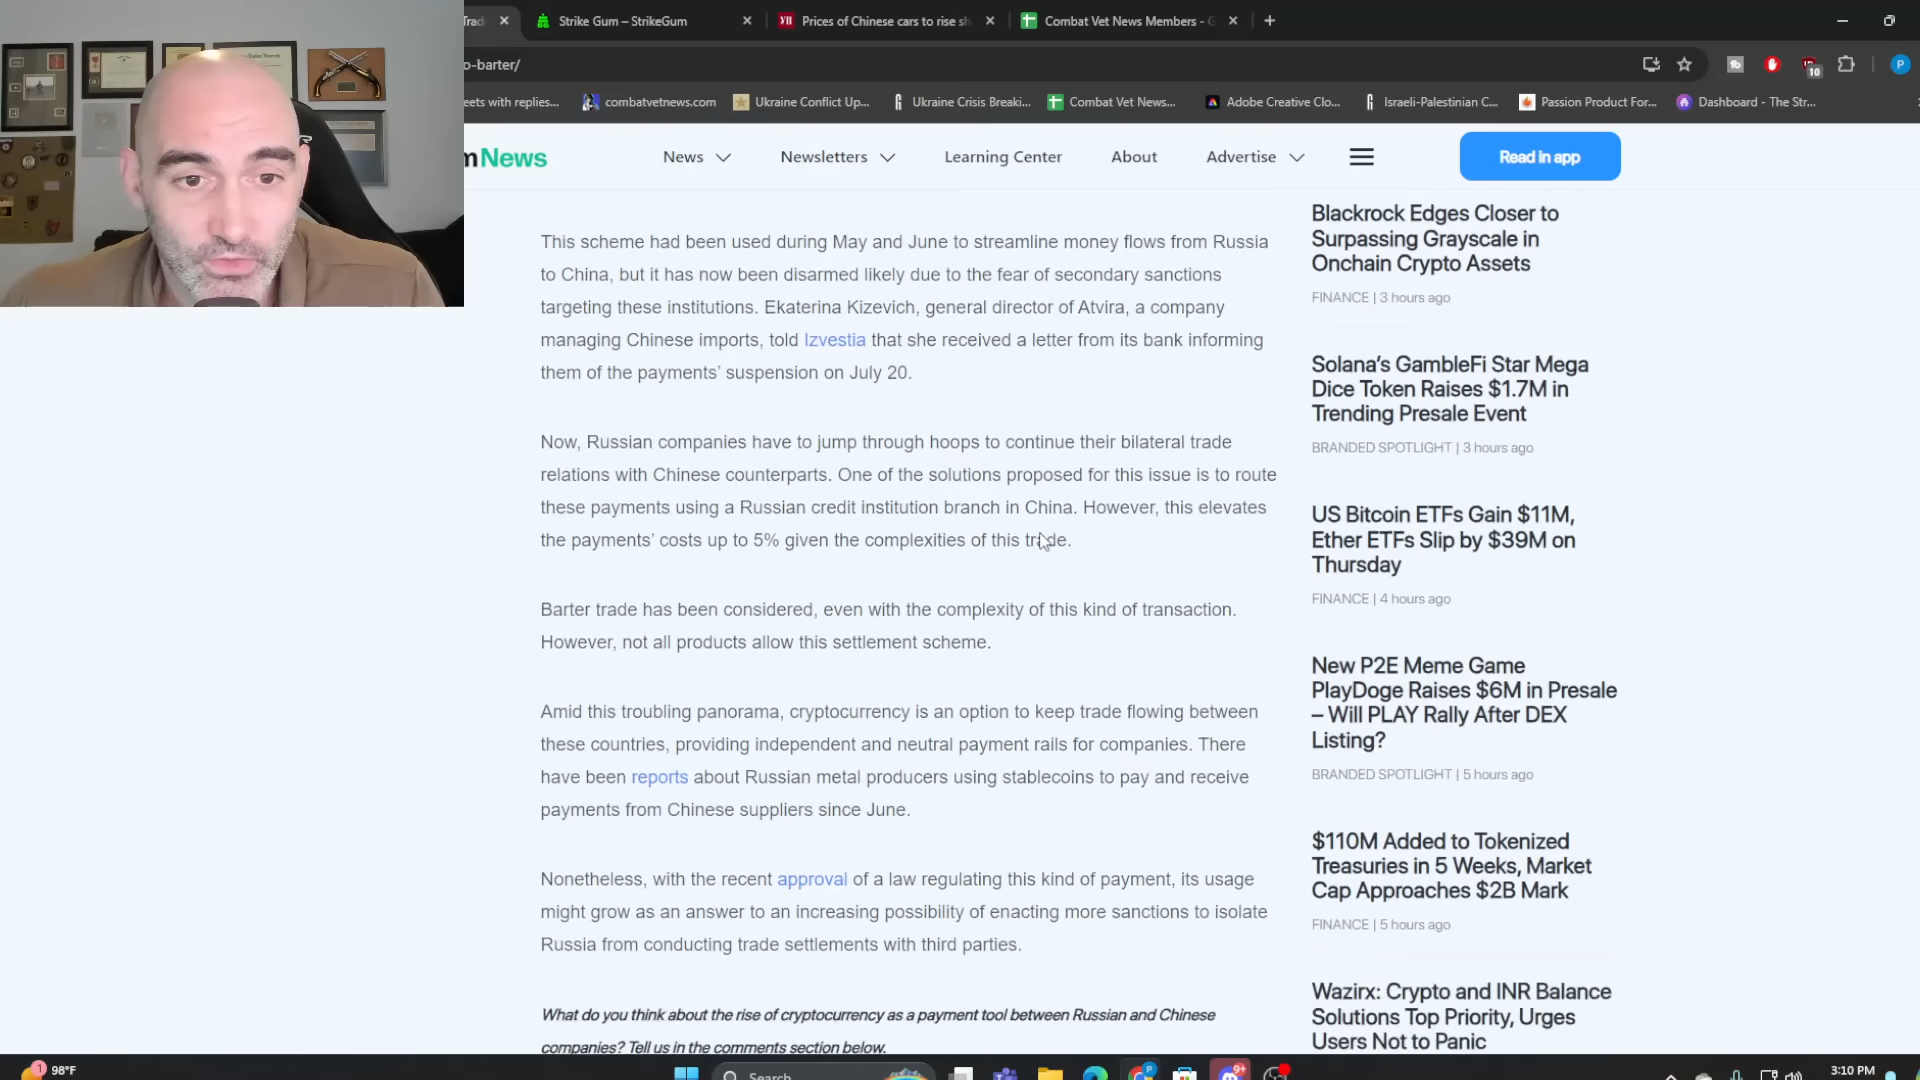 Trade
Strike Gum – StrikeGum
Prices of Chinese cars to rise sh
Combat Vet News Members - G
o-barter/
10
P
eets with replies...
combatvetnews.com
Ukraine Conflict Up...
Ukraine Crisis Breaki...
Combat Vet News...
Adobe Creative Clo...
Israeli-Palestinian C...
Passion Product For...
Dashboard - The Str...
mNews
News
Newsletters
Learning Center
About
Advertise
Read in app
This scheme had been used during May and June to streamline money flows from Russia
to China, but it has now been disarmed likely due to the fear of secondary sanctions
targeting these institutions. Ekaterina Kizevich, general director of Atvira, a company
managing Chinese imports, told Izvestia that she received a letter from its bank informing
them of the payments’ suspension on July 20.
Now, Russian companies have to jump through hoops to continue their bilateral trade
relations with Chinese counterparts. One of the solutions proposed for this issue is to route
these payments using a Russian credit institution branch in China. However, this elevates
the payments’ costs up to 5% given the complexities of this trade.
Barter trade has been considered, even with the complexity of this kind of transaction.
However, not all products allow this settlement scheme.
Amid this troubling panorama, cryptocurrency is an option to keep trade flowing between
these countries, providing independent and neutral payment rails for companies. There
have been reports about Russian metal producers using stablecoins to pay and receive
payments from Chinese suppliers since June.
Nonetheless, with the recent approval of a law regulating this kind of payment, its usage
might grow as an answer to an increasing possibility of enacting more sanctions to isolate
Russia from conducting trade settlements with third parties.
What do you think about the rise of cryptocurrency as a payment tool between Russian and Chinese
companies? Tell us in the comments section below.
Blackrock Edges Closer to
Surpassing Grayscale in
Onchain Crypto Assets
FINANCE | 3 hours ago
Solana’s GambleFi Star Mega
Dice Token Raises $1.7M in
Trending Presale Event
BRANDED SPOTLIGHT | 3 hours ago
US Bitcoin ETFs Gain $11M,
Ether ETFs Slip by $39M on
Thursday
FINANCE | 4 hours ago
New P2E Meme Game
PlayDoge Raises $6M in Presale
– Will PLAY Rally After DEX
Listing?
BRANDED SPOTLIGHT | 5 hours ago
$110M Added to Tokenized
Treasuries in 5 Weeks, Market
Cap Approaches $2B Mark
FINANCE | 5 hours ago
Wazirx: Crypto and INR Balance
Solutions Top Priority, Urges
Users Not to Panic
1
98°F
Search
P
9+
3:10 PM